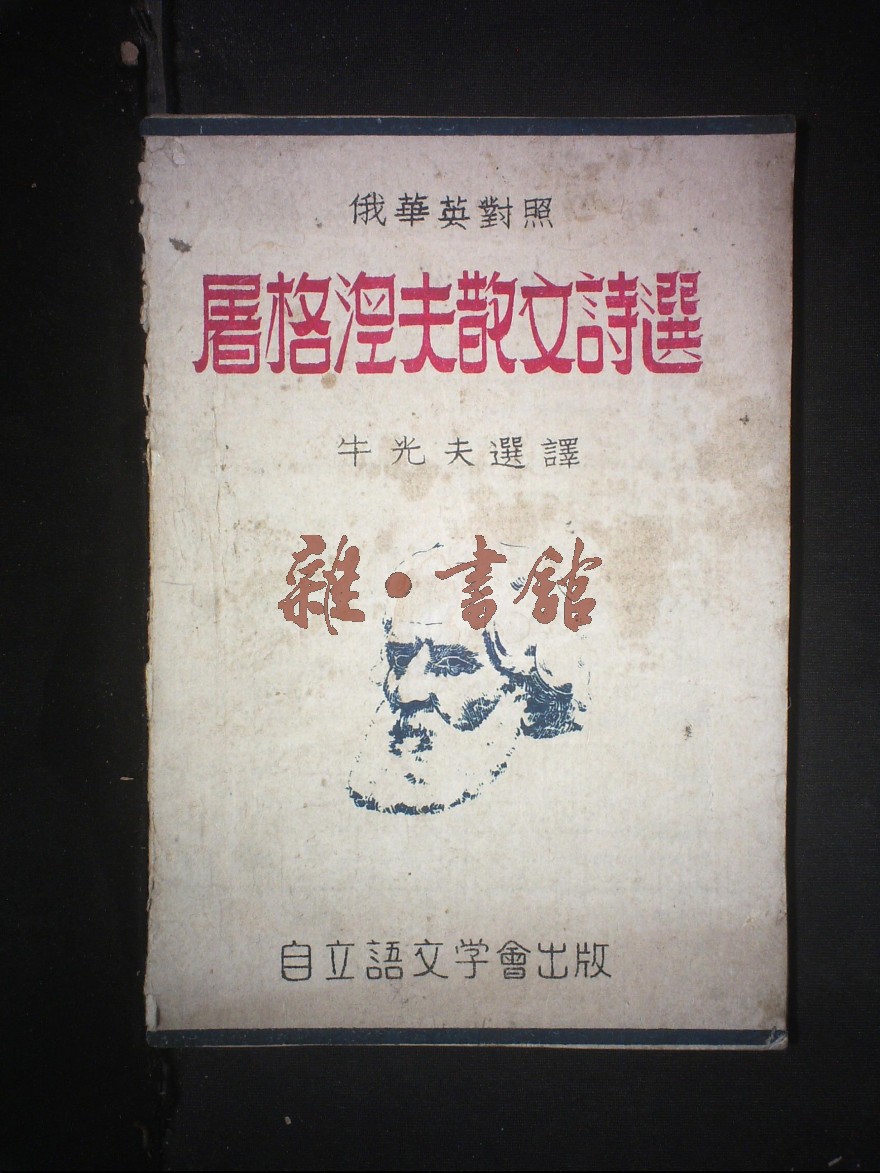 俄華英對照
屠格涅夫散文詩選
牛光夫選譯
雜·書館
自立語文学會出版